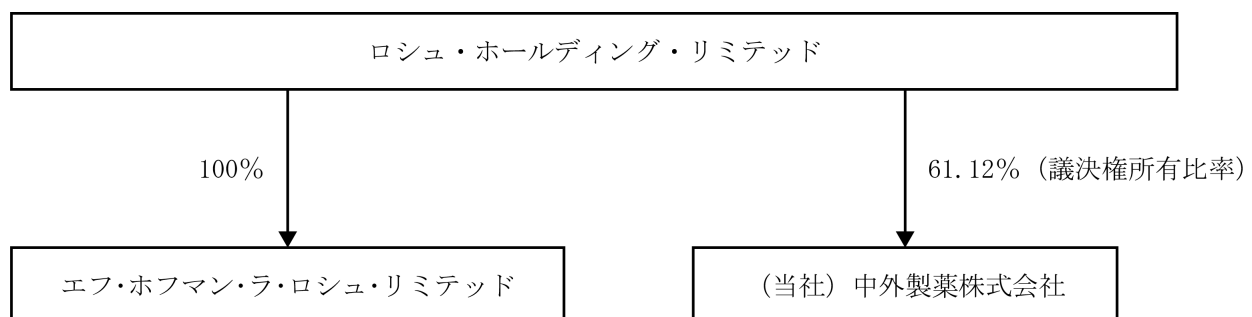 ロシュ・ホールディング・リミテッド
100%
61.12%（議決権所有比率）
エフ・ホフマン・ラ・ロシュ・リミテッド
（当社）中外製薬株式会社